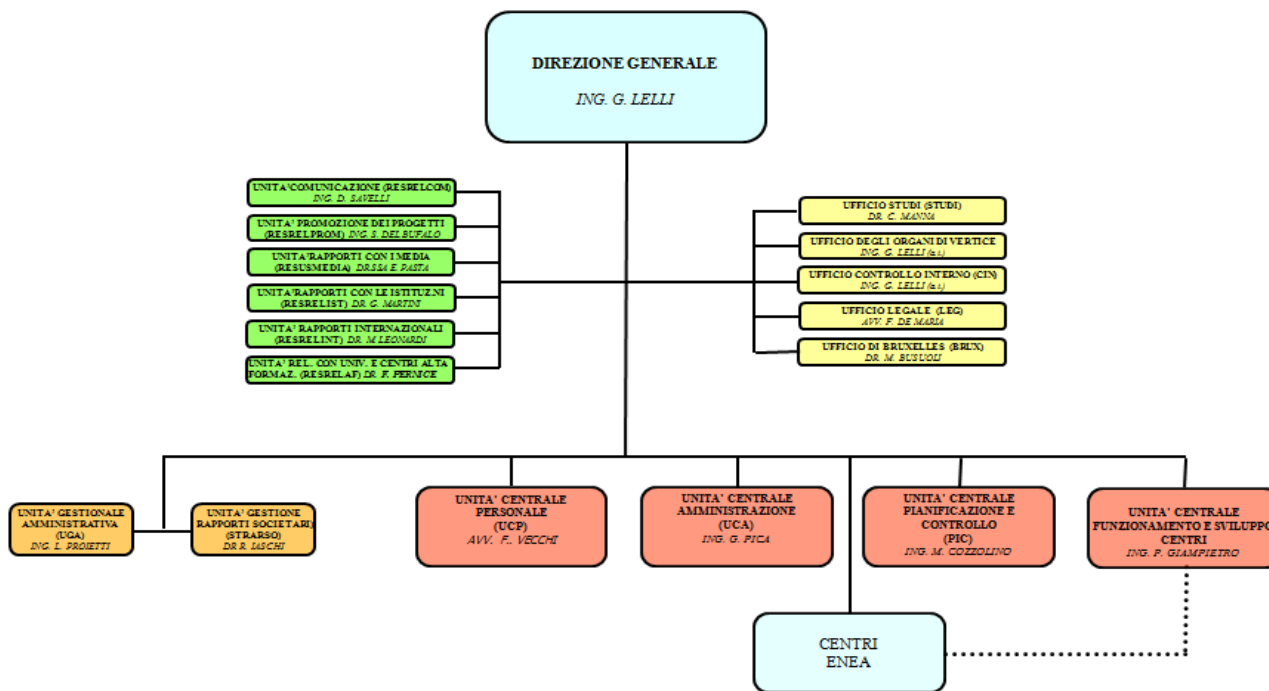 DIREZIONE GENERALE
ING. G. LELLI
UNITA'COMUNICAZIONE (RESRELCOM)
ING. D. SAVELLI
UNITA' PROMOZIONE DEI PROGETTI
(RESRELPROM) ING. S. DEL BUFALO
UNITA'RAPPORTI CON I MEDIA
(RESUSMEDIA) DR.SSA E. PASTA
UNITA'RAPPORTI CON LE ISTITUZNI
(RESRELIST) DR. G. MARTINI
UNITA' RAPPORTI INTERNAZIONALI
(RESRELINT) DR. M LEONARDI
UNITA' REL. CON UNIV. E CENTRI ALTA
FORMAZ. (RESRELAF) DR. F. PERNICE
UFFICIO STUDI (STUDI)
DR. C. MANNA
UFFICIO DEGLI ORGANI DI VERTICE
ING. G. LELLI (a.i.)
UFFICIO CONTROLLO INTERNO (CIN)
ING. G. LELLI (a.i.)
UFFICIO LEGALE (LEG)
AVV. F. DE MARIA
UFFICIO DI BRUXELLES (BRUX)
DR. M. BUSUOLI
UNITA' GESTIONALE
AMMINISTRATIVA
(UGA)
ING. L. PROIETTI
UNITA' GESTIONE
RAPPORTI SOCIETARI)
(STRARSO)
DR R. IASCHI
UNITA' CENTRALE
PERSONALE
(UCP)
AVV. F.. VECCHI
UNITA' CENTRALE
AMMINISTRAZIONE
(UCA)
ING. G. PICA
UNITA' CENTRALE
PIANIFICAZIONE E
CONTROLLO
(PIC)
ING. M. COZZOLINO
UNITA' CENTRALE
FUNZIONAMENTO E SVILUPPO
CENTRI
ING. P. GIAMPIETRO
CENTRI
ENEA